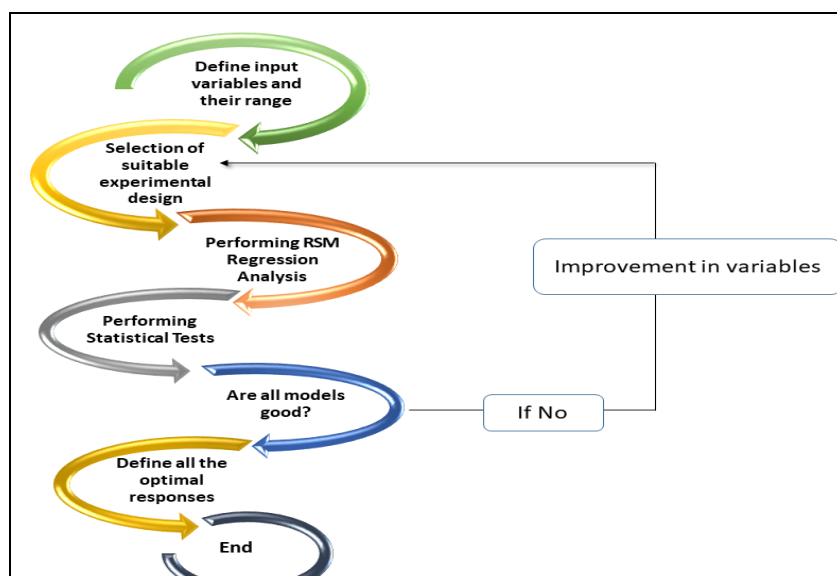 Define input
variables and
their range
Selection of
suitable
experimental
design
Performing RSM
Regression
Analysis
Improvement in variables
Performing
Statistical Tests
Are all models
good?
If No
Define all the
optimal
responses
End